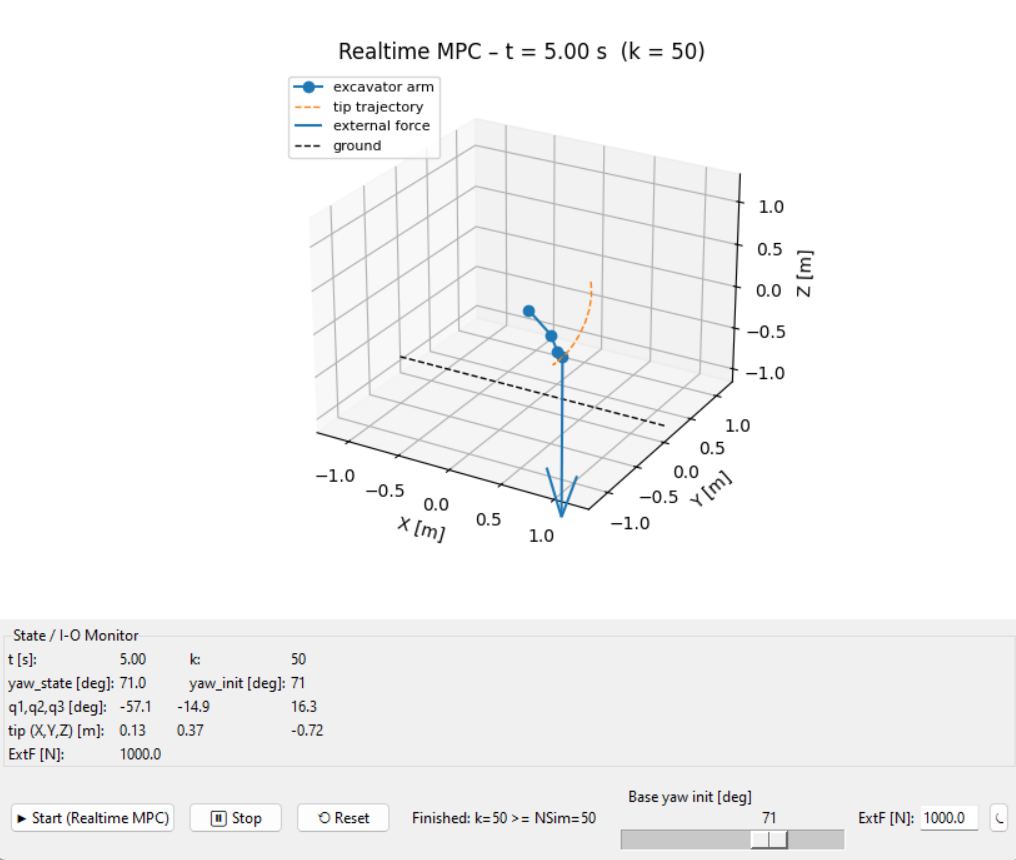 Realtime MPC – t = 5.00 s (k = 50)
excavator arm
tip trajectory
external force
ground
1.0
0.5
0.0
−0.5
−1.0
Z [m]
1.0
0.5
0.0
−0.5
−1.0
Y [m]
−1.0
−0.5
0.0
0.5
1.0
X [m]
State / I-O Monitor
t [s]: 5.00 k: 50
yaw_state [deg]: 71.0 yaw_init [deg]: 71
q1,q2,q3 [deg]: -57.1 -14.9 16.3
tip (X,Y,Z) [m]: 0.13 0.37 -0.72
ExtF [N]: 1000.0
Base yaw init [deg]
Start (Realtime MPC) Stop Reset Finished: k=50 >= NSim=50 71 ExtF [N]: 1000.0